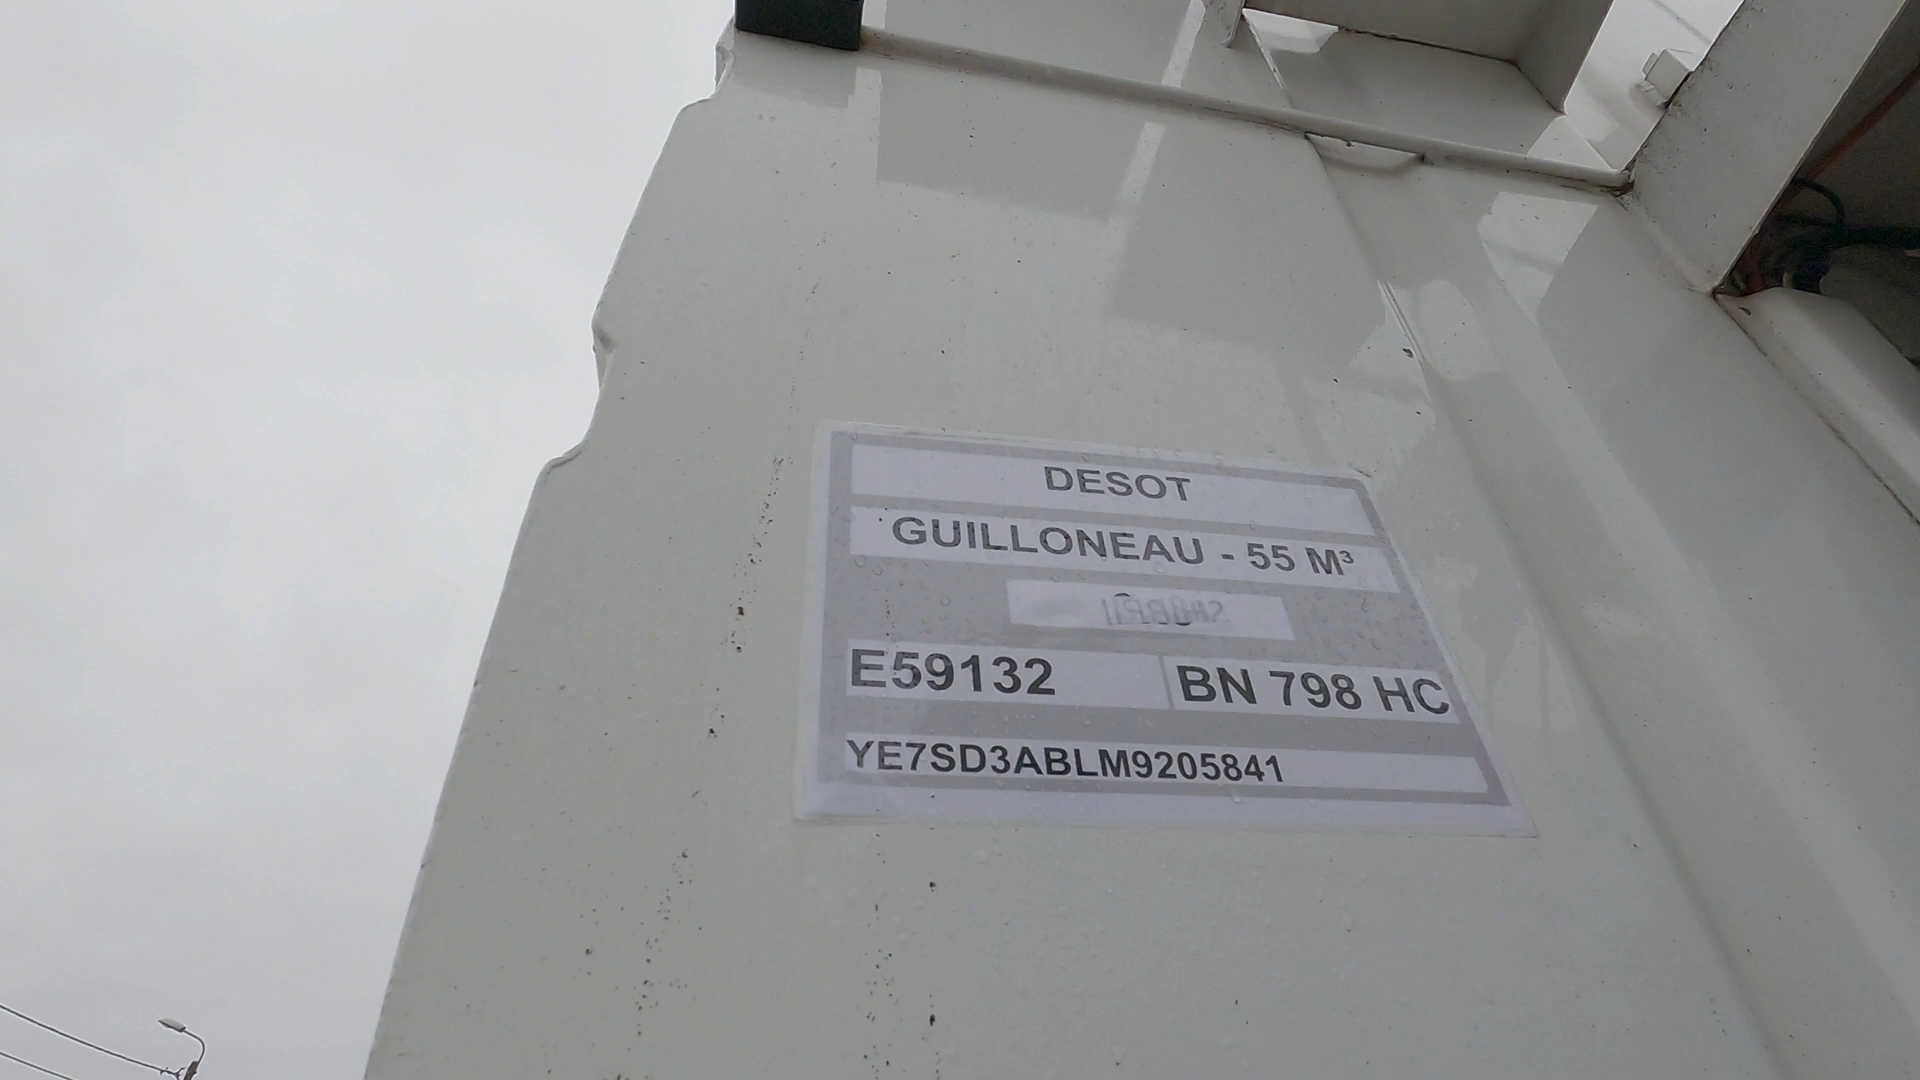 DESOT
GUILLONEAU - 55 M³
E59132 BN 798 HC
YE7SD3ABLM9205841